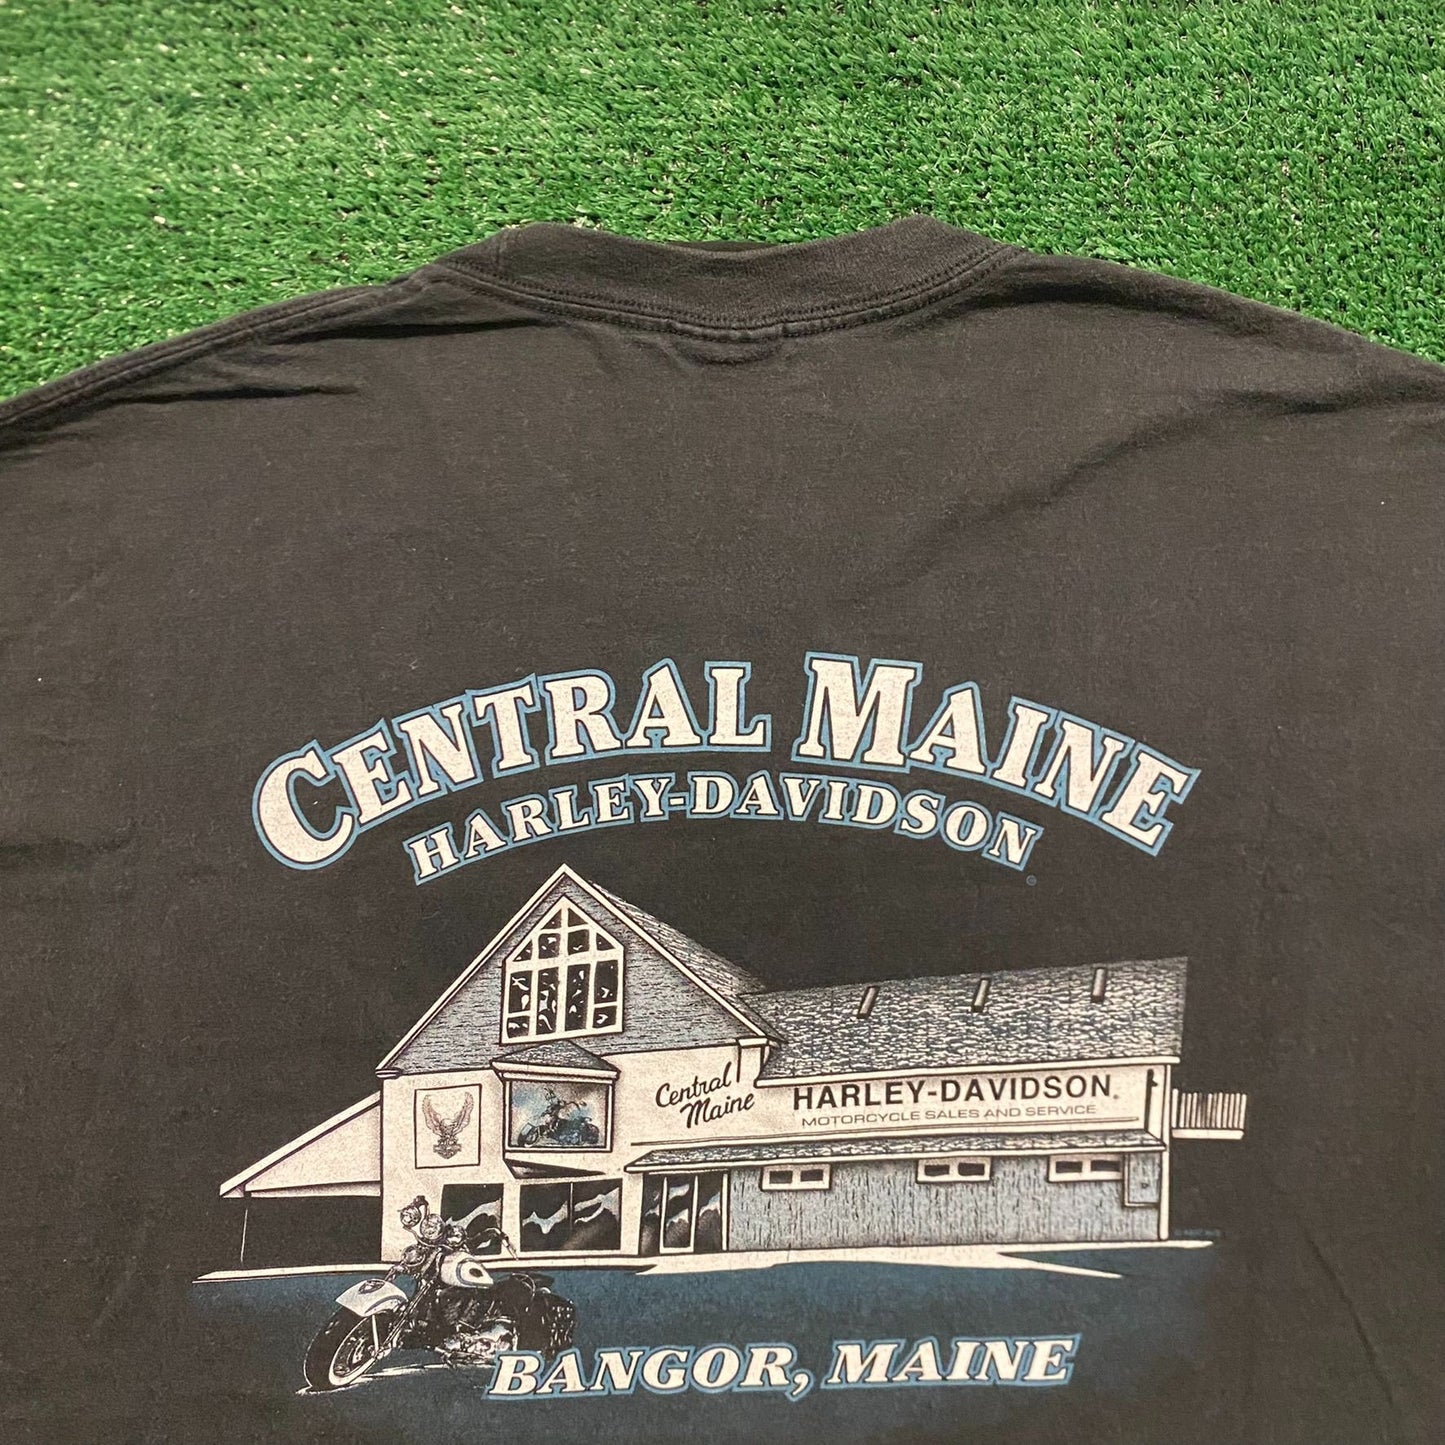 CENTRAL MAINE
HARLEY-DAVIDSON®
Central Maine
HARLEY-DAVIDSON®
MOTORCYCLE SALES AND SERVICE
BANGOR, MAINE